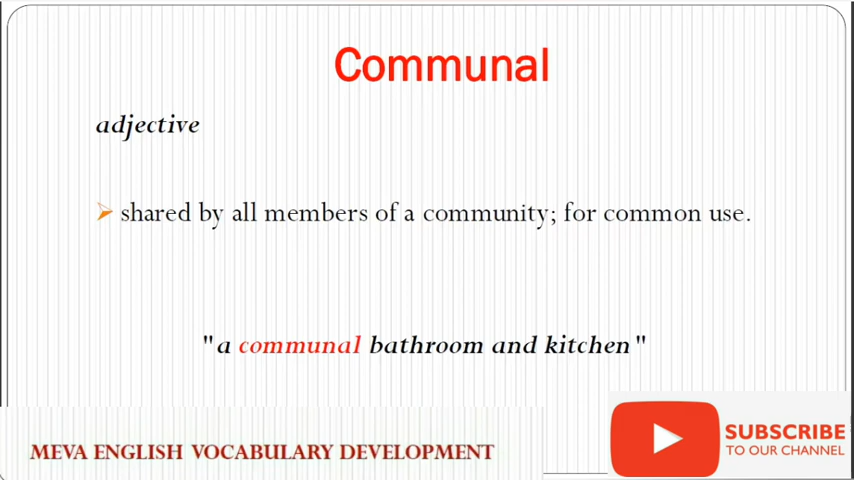 Communal
adjective
shared by all members of a community; for common use.
"a communal bathroom and kitchen"
MEVA ENGLISH VOCABULARY DEVELOPMENT
SUBSCRIBE
TO OUR CHANNEL